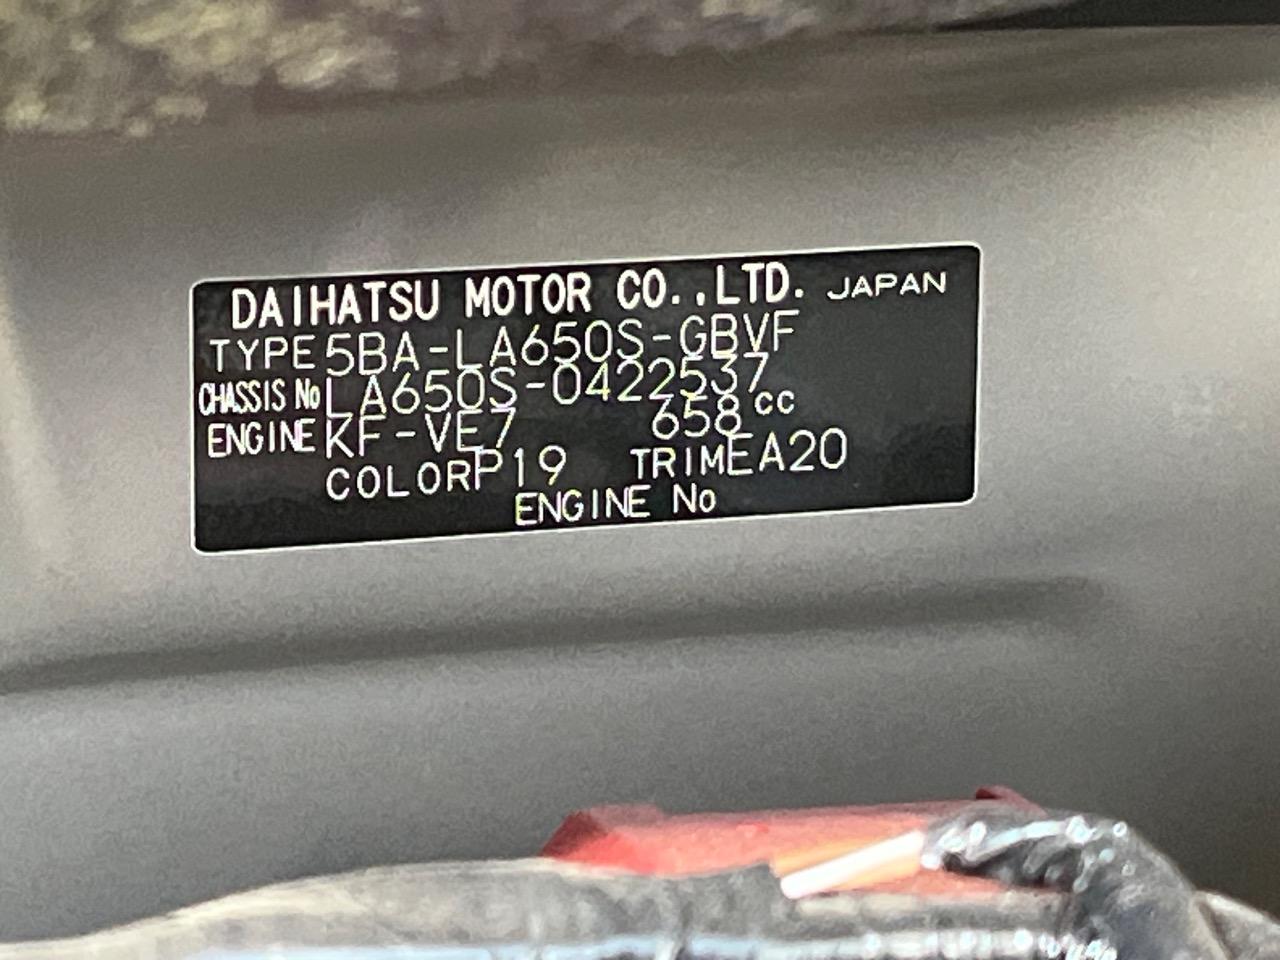 DAIHATSU MOTOR CO.,LTD. JAPAN
TYPE 5BA-LA650S-GBVF
CHASSIS No LA650S-0422537
ENGINE KF-VE7 658 cc
COLOR P19 TRIM EA20
ENGINE No